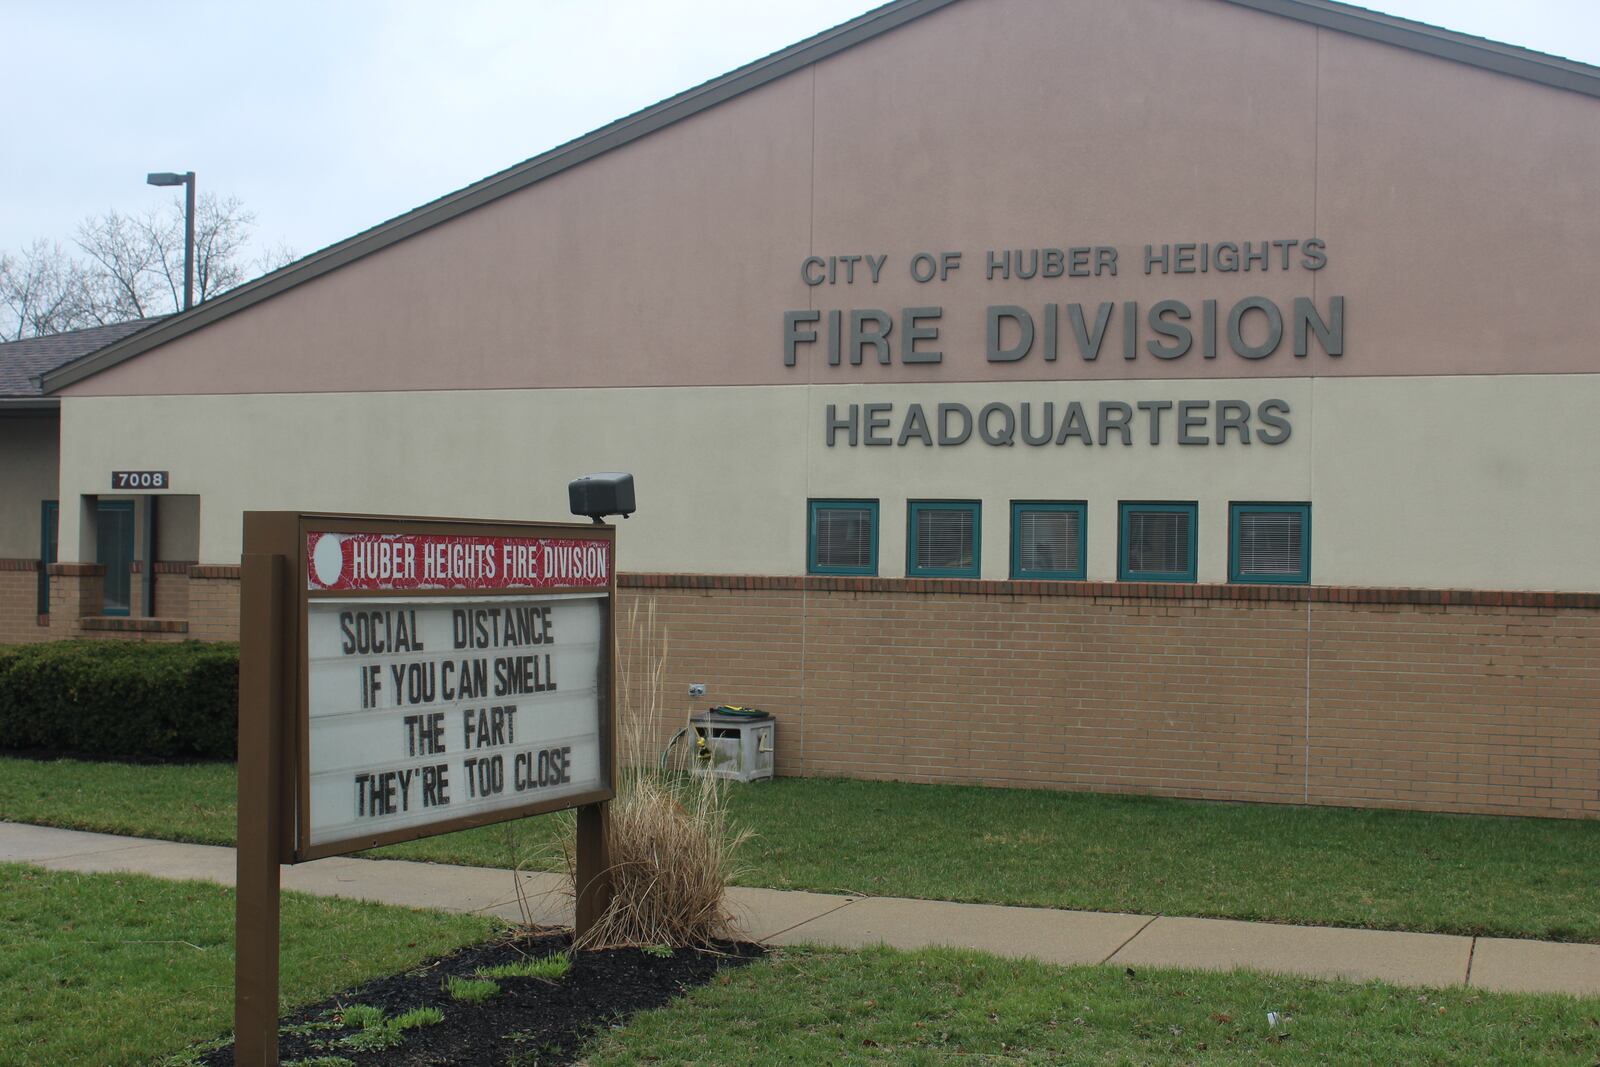 CITY OF HUBER HEIGHTS
FIRE DIVISION
HEADQUARTERS
7008
HUBER HEIGHTS FIRE DIVISION
SOCIAL DISTANCE
IF YOU CAN SMELL
THE FART
THEY'RE TOO CLOSE